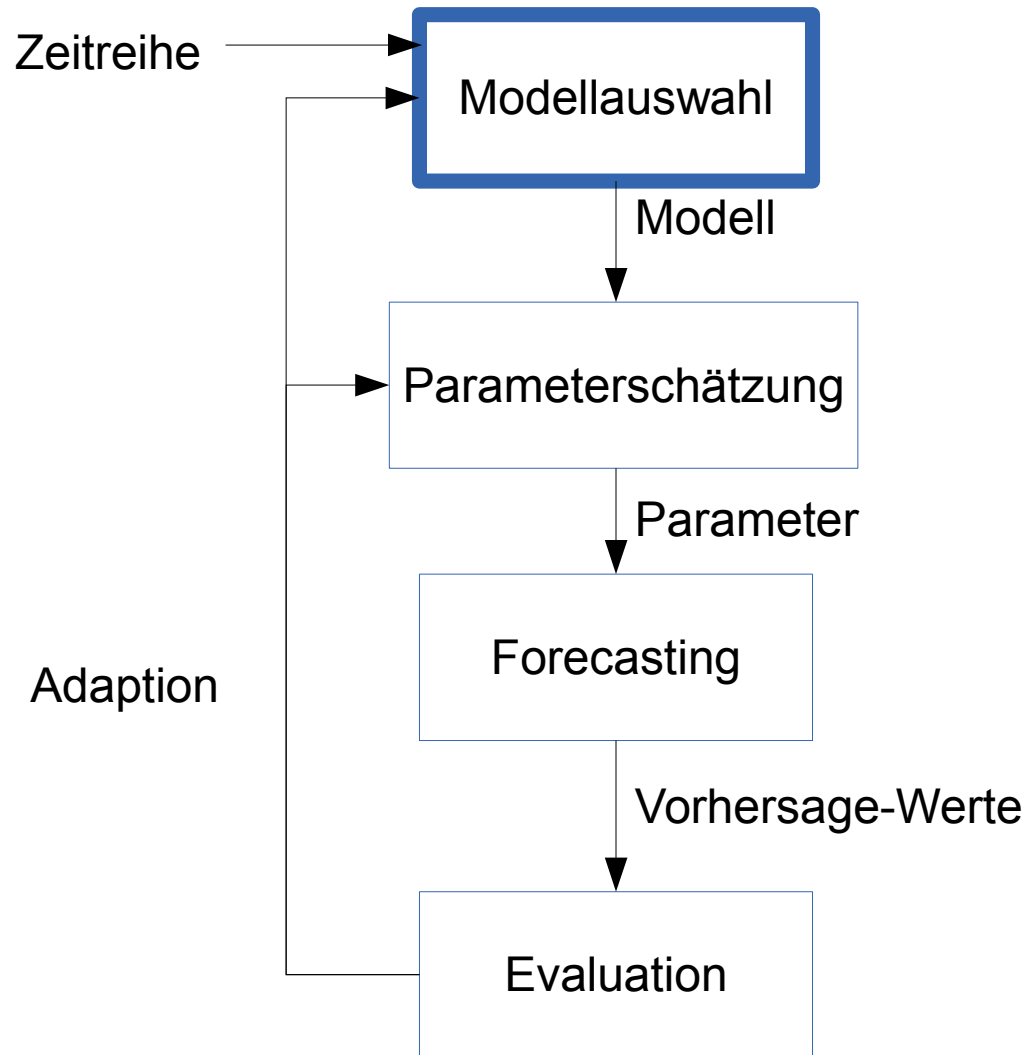 Zeitreihe
Modellauswahl
Modell
Parameterschätzung
Parameter
Forecasting
Adaption
Vorhersage-Werte
Evaluation